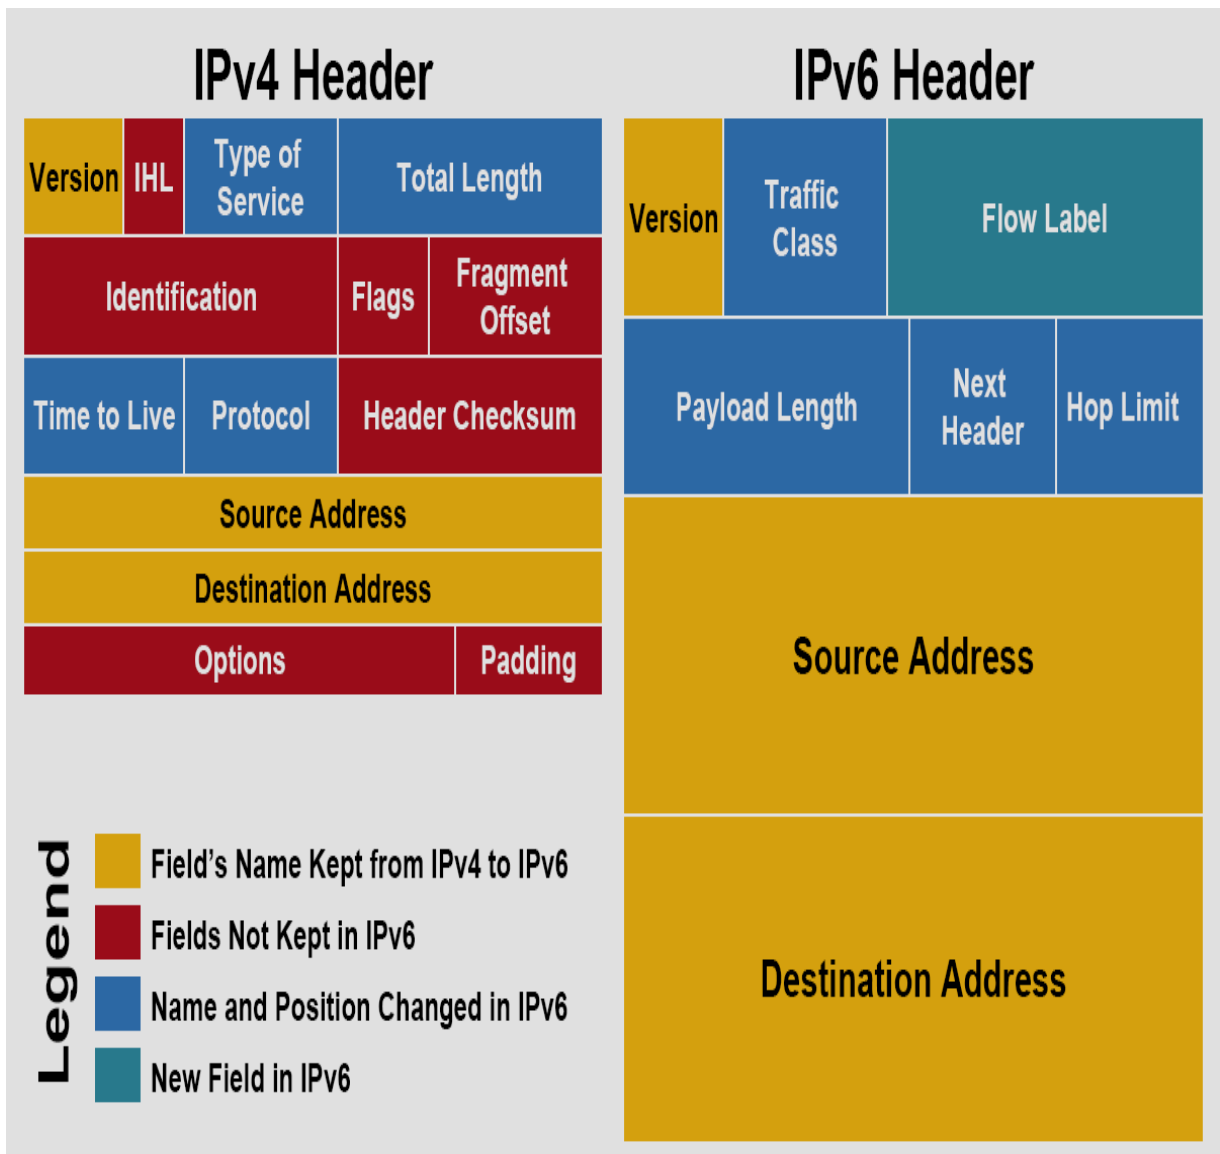 IPv4 Header
Version
IHL
Type of
Service
Total Length
Identification
Flags
Fragment
Offset
Time to Live
Protocol
Header Checksum
Source Address
Destination Address
Options
Padding
IPv6 Header
Version
Traffic
Class
Flow Label
Payload Length
Next
Header
Hop Limit
Source Address
Destination Address
Legend
Field’s Name Kept from IPv4 to IPv6
Fields Not Kept in IPv6
Name and Position Changed in IPv6
New Field in IPv6